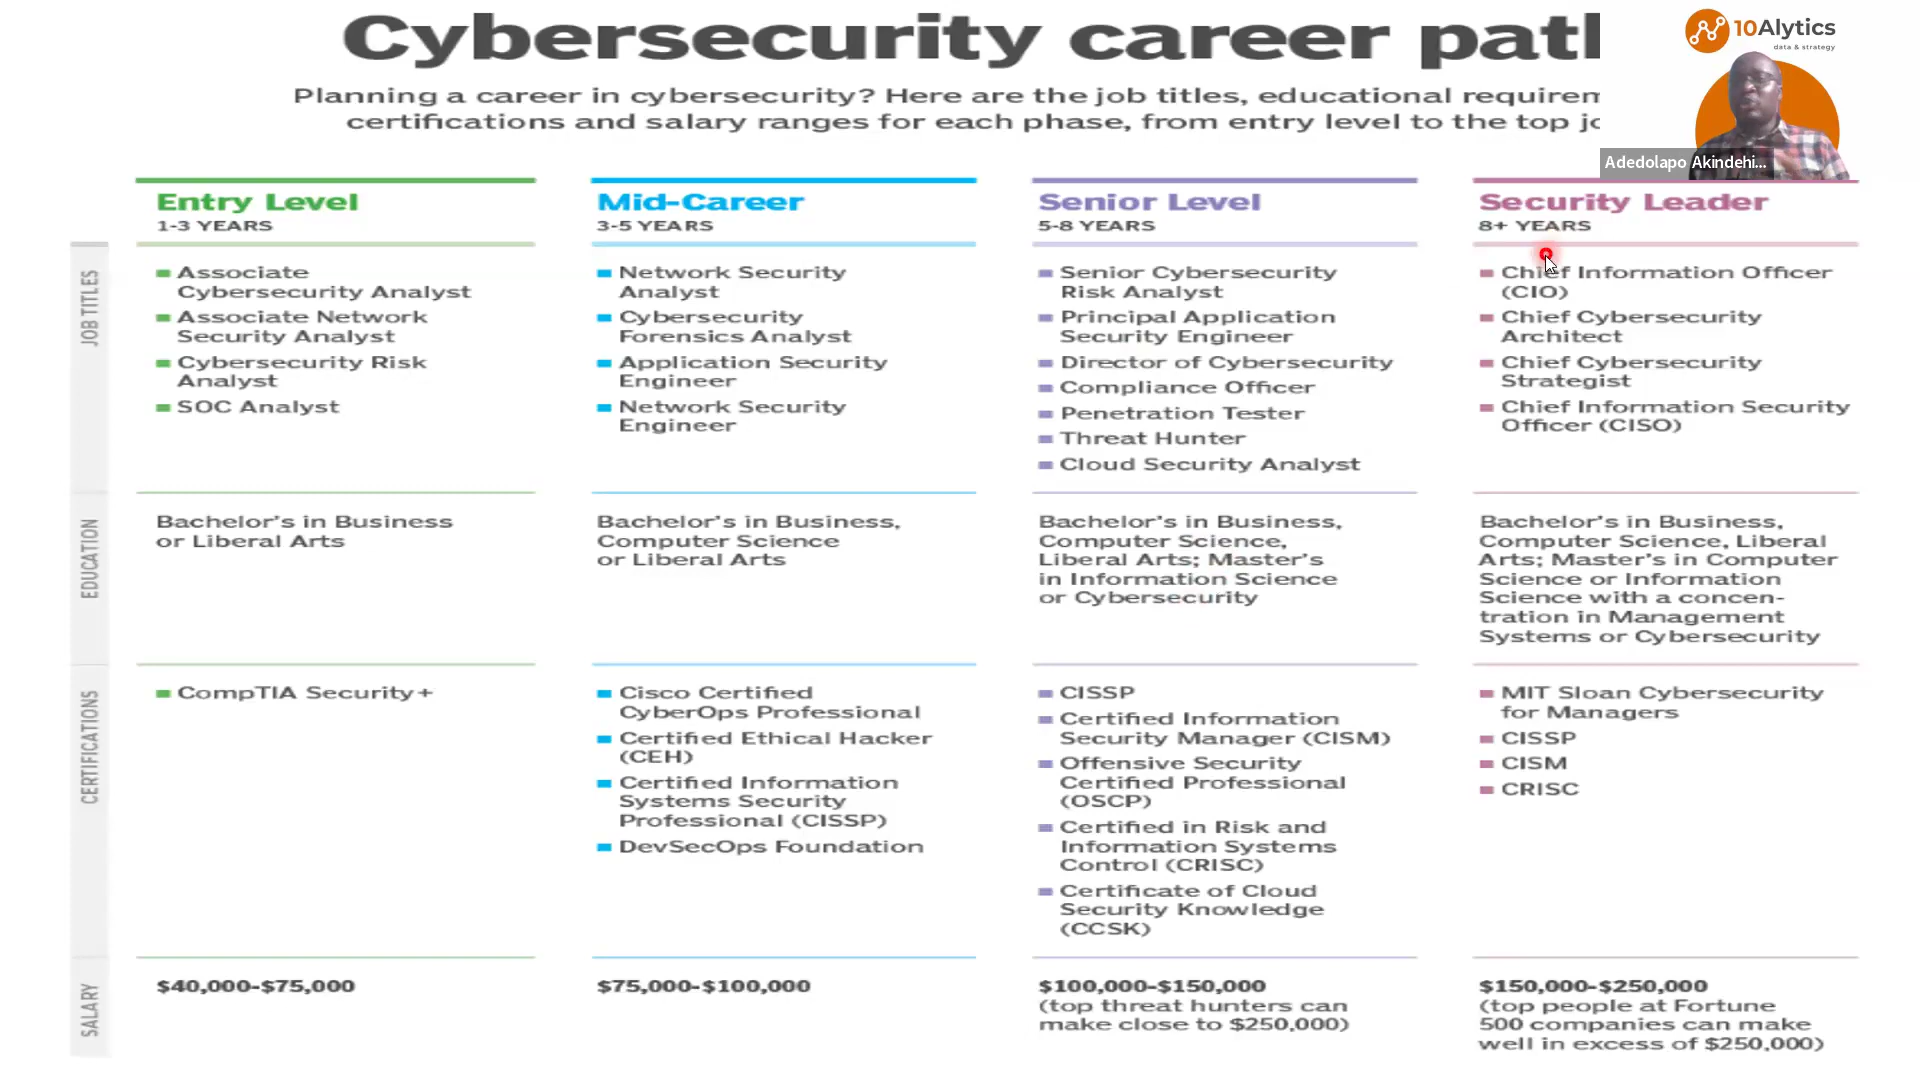 Cybersecurity career path
Planning a career in cybersecurity? Here are the job titles, educational
certifications and salary ranges for each phase, from entry level to the top
10Alytics
data & strategy
Adedolapo Akindehi...
Entry Level
1-3 YEARS
Mid-Career
3-5 YEARS
Senior Level
5-8 YEARS
Security Leader
8+ YEARS
JOB TITLES
Associate
Cybersecurity Analyst
Associate Network
Security Analyst
Cybersecurity Risk
Analyst
SOC Analyst
Network Security
Analyst
Cybersecurity
Forensics Analyst
Application Security
Engineer
Network Security
Engineer
Senior Cybersecurity
Risk Analyst
Principal Application
Security Engineer
Director of Cybersecurity
Compliance Officer
Penetration Tester
Threat Hunter
Cloud Security Analyst
Chief Information Officer
(CIO)
Chief Cybersecurity
Architect
Chief Cybersecurity
Strategist
Chief Information Security
Officer (CISO)
EDUCATION
Bachelor's in Business
or Liberal Arts
Bachelor's in Business,
Computer Science
or Liberal Arts
Bachelor's in Business,
Computer Science,
Liberal Arts; Master's
in Information Science
or Cybersecurity
Bachelor's in Business,
Computer Science, Liberal
Arts; Master's in Computer
Science or Information
Science with a concen-
tration in Management
Systems or Cybersecurity
CERTIFICATIONS
CompTIA Security+
Cisco Certified
CyberOps Professional
Certified Ethical Hacker
(CEH)
Certified Information
Systems Security
Professional (CISSP)
DevSecOps Foundation
CISSP
Certified Information
Security Manager (CISM)
Offensive Security
Certified Professional
(OSCP)
Certified in Risk and
Information Systems
Control (CRISC)
Certificate of Cloud
Security Knowledge
(CCSK)
MIT Sloan Cybersecurity
for Managers
CISSP
CISM
CRISC
SALARY
$40,000-$75,000
$75,000-$100,000
$100,000-$150,000
(top threat hunters can
make close to $250,000)
$150,000-$250,000
(top people at Fortune
500 companies can make
well in excess of $250,000)